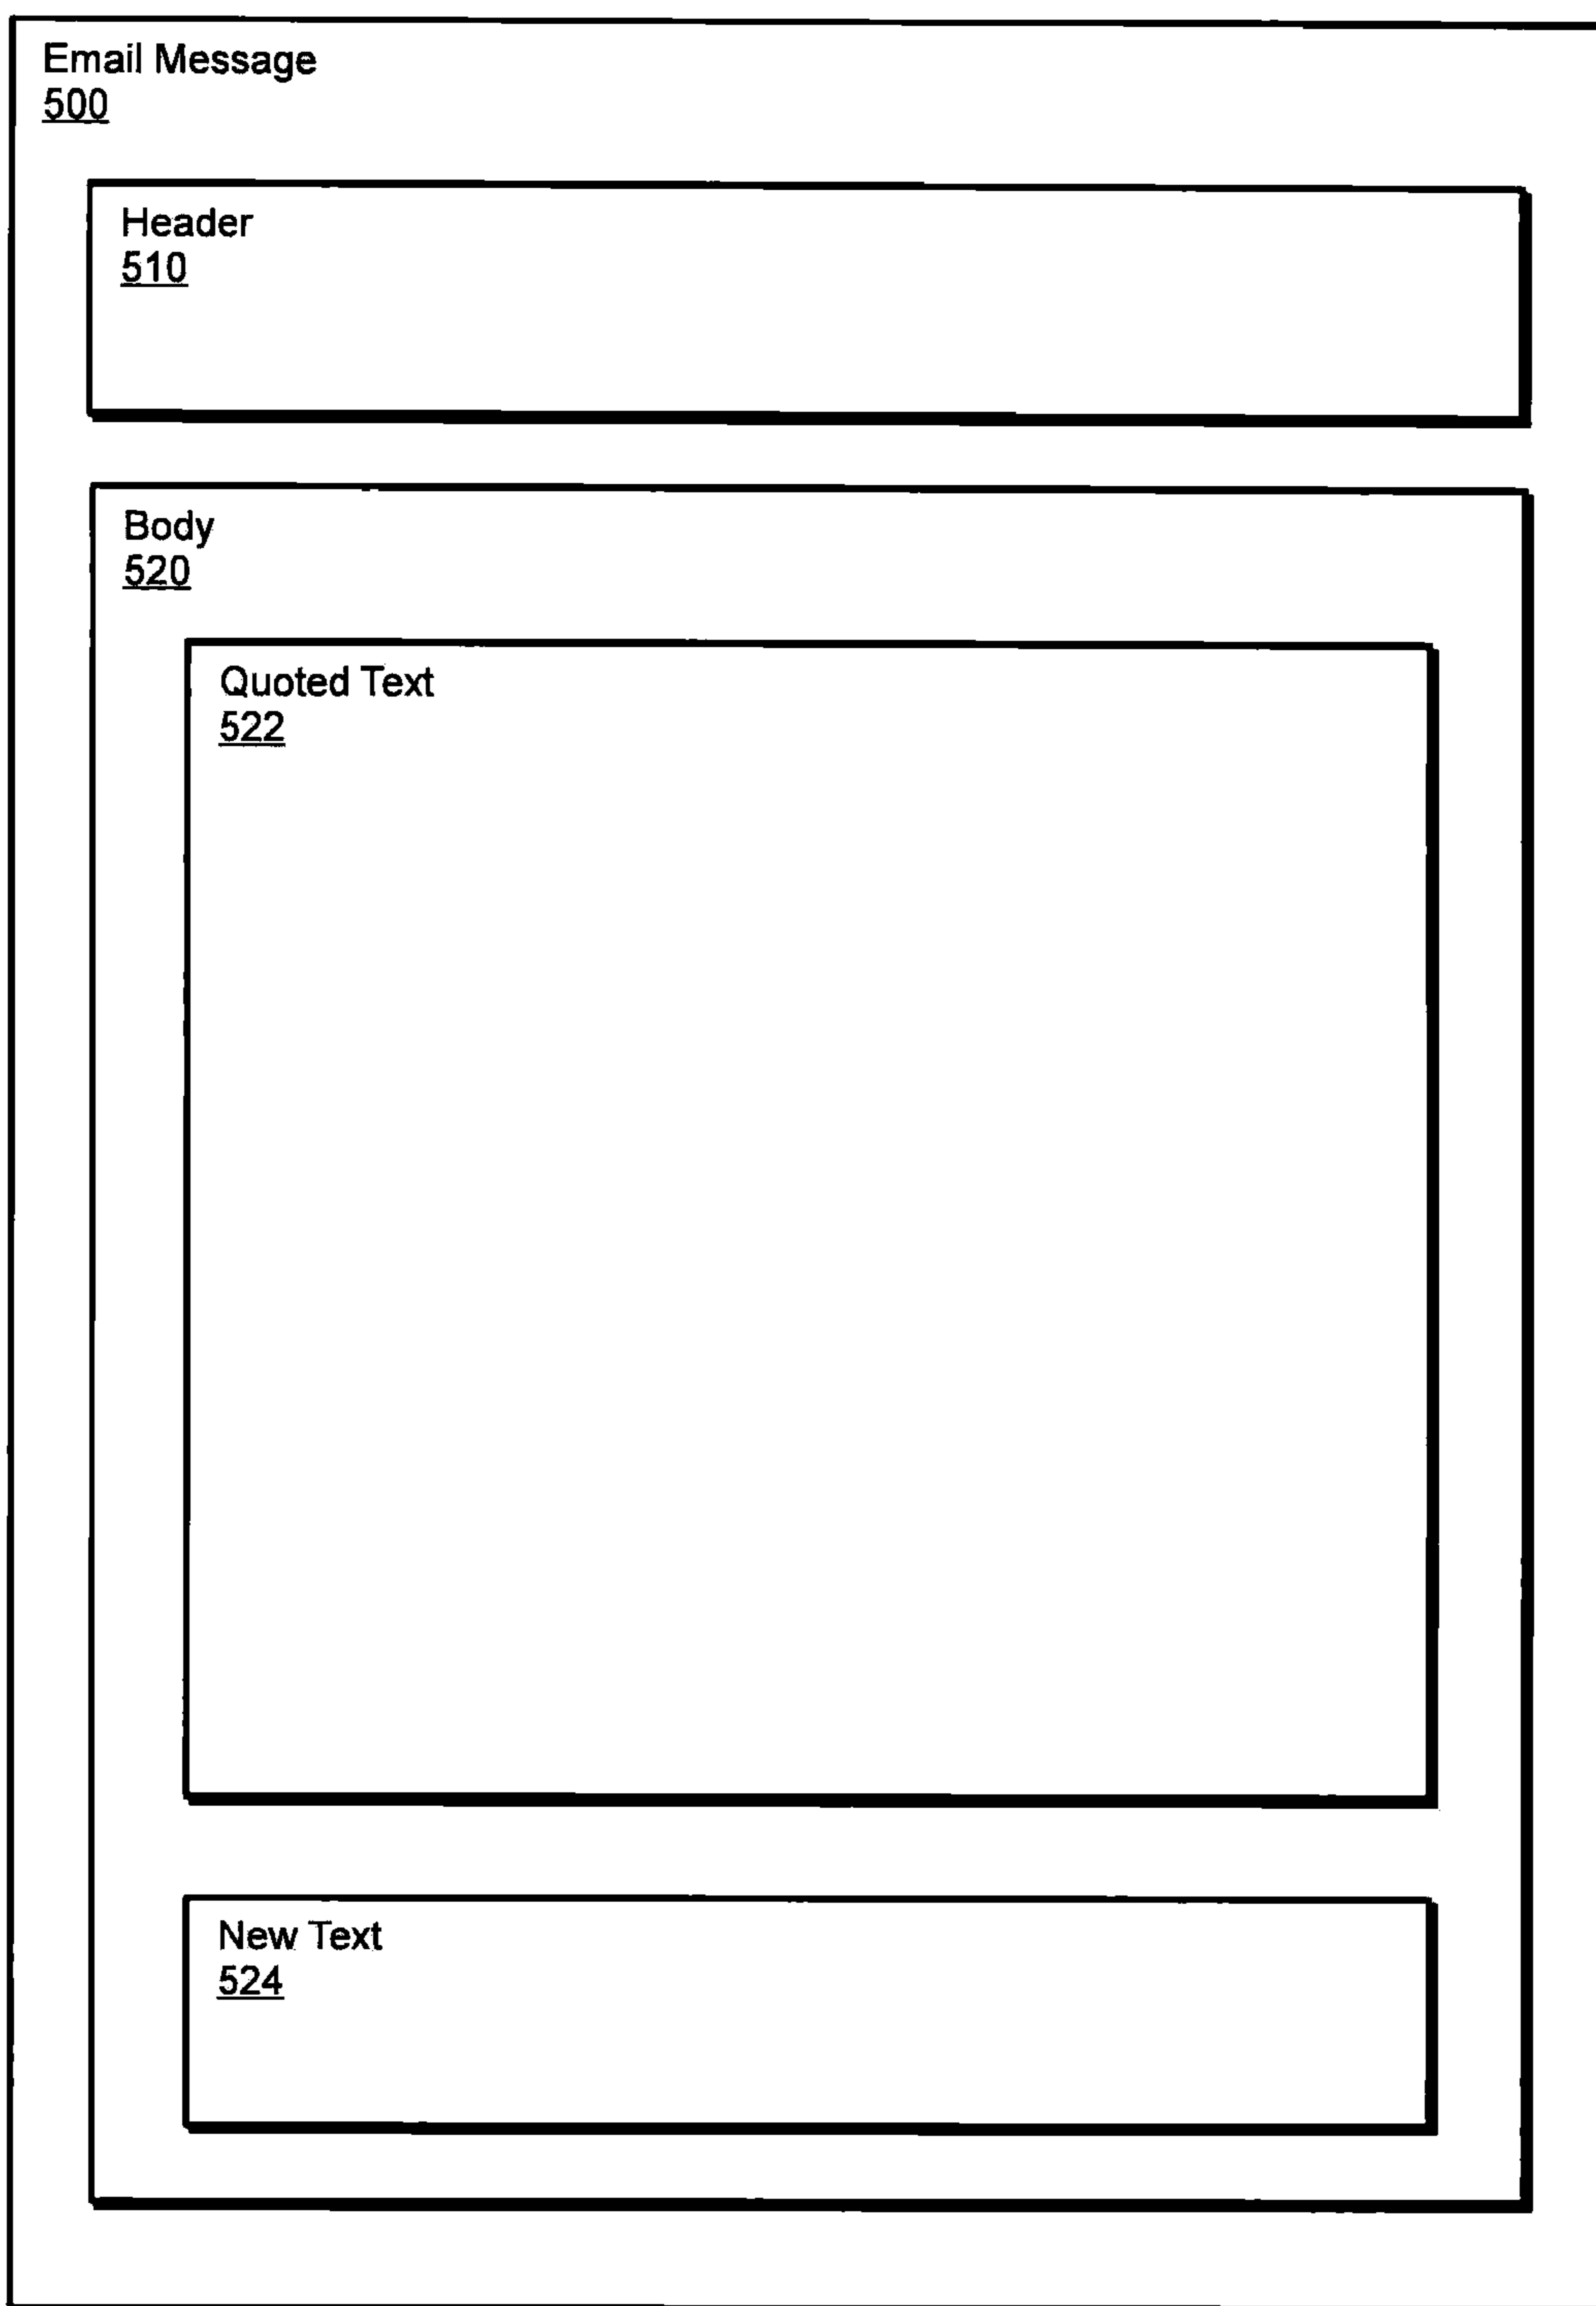 Email Message
500
Header
510
Body
520
Quoted Text
522
New Text
524